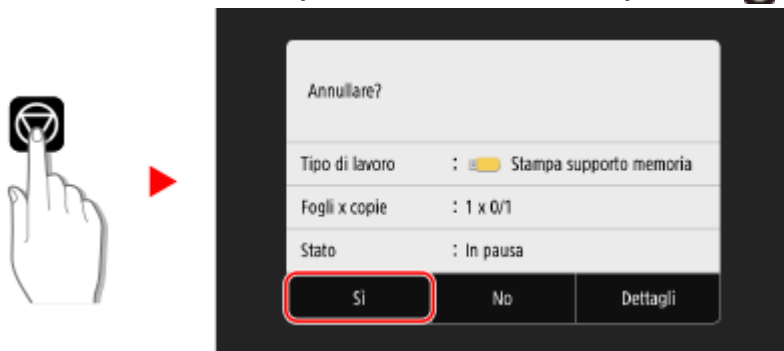 Annullare?
Tipo di lavoro : Stampa supporto memoria
Fogli x copie : 1 x 0/1
Stato : In pausa
Sì No Dettagli